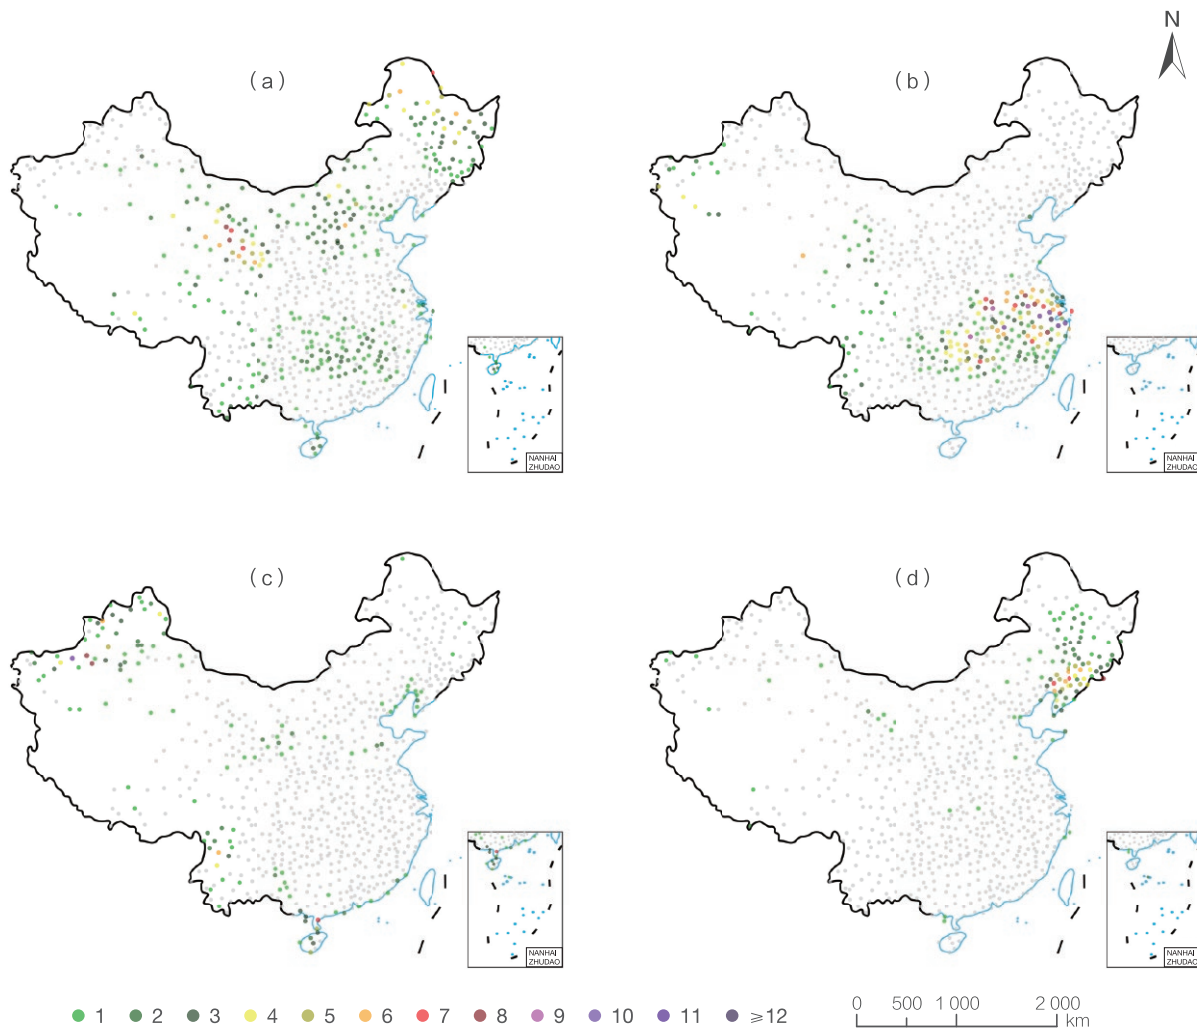 N
(a)
(b)
NANHAI
ZHUDAO
NANHAI
ZHUDAO
(c)
(d)
NANHAI
ZHUDAO
NANHAI
ZHUDAO
1 2 3 4 5 6 7 8 9 10 11 ≥12
0 500 1 000 2 000
km